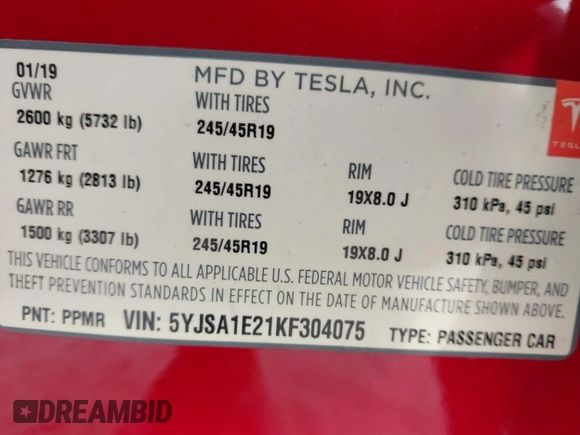 01/19 MFD BY TESLA, INC.
GVWR WITH TIRES
2600 kg (5732 lb) 245/45R19
TESLA
GAWR FRT WITH TIRES RIM COLD TIRE PRESSURE
1276 kg (2813 lb) 245/45R19 19X8.0 J 310 kPa, 45 psi
GAWR RR WITH TIRES RIM COLD TIRE PRESSURE
1500 kg (3307 lb) 245/45R19 19X8.0 J 310 kPa, 45 psi
THIS VEHICLE CONFORMS TO ALL APPLICABLE U.S. FEDERAL MOTOR VEHICLE SAFETY, BUMPER, AND
THEFT PREVENTION STANDARDS IN EFFECT ON THE DATE OF MANUFACTURE SHOWN ABOVE.
PNT: PPMR VIN: 5YJSA1E21KF304075 TYPE: PASSENGER CAR
DREAMBID